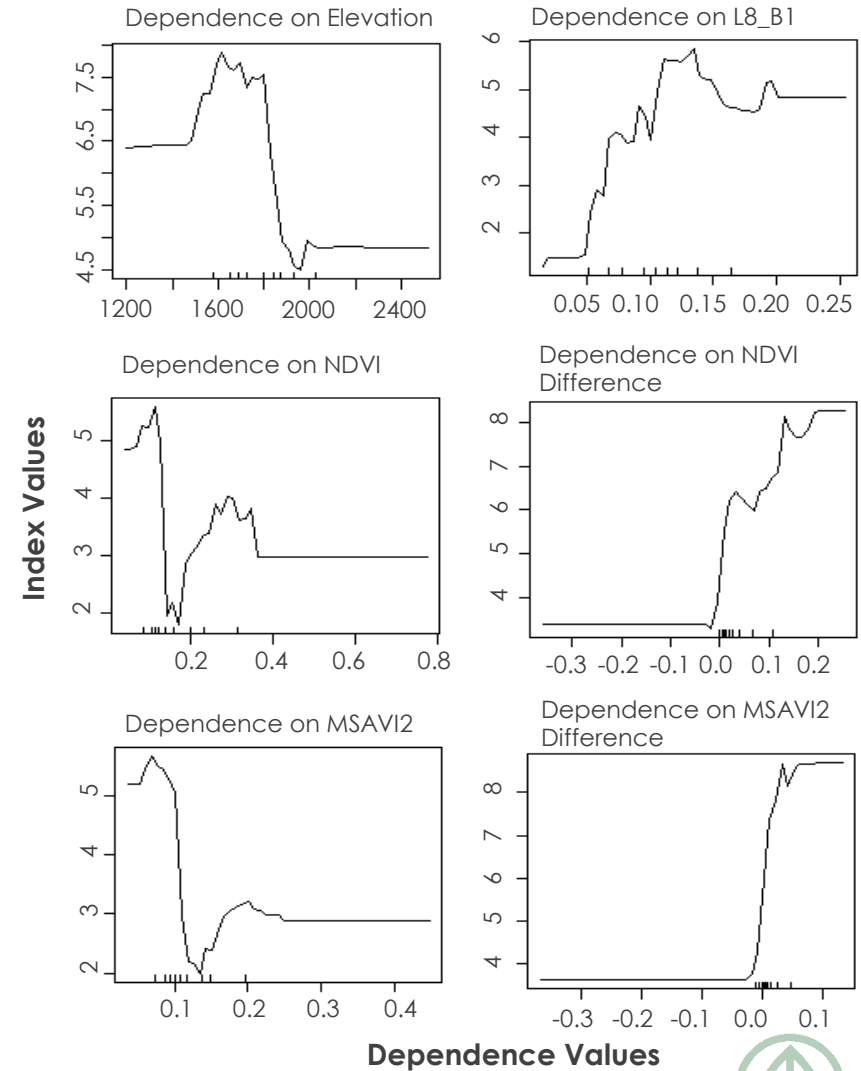 Dependence on Elevation
7.5
6.5
5.5
4.5
1200 1600 2000 2400
Dependence on L8_B1
6
5
4
3
2
0.05 0.10 0.15 0.20 0.25
Index Values
Dependence on NDVI
5
4
3
2
0.2 0.4 0.6 0.8
Dependence on NDVI
Difference
8
7
6
5
4
-0.3 -0.2 -0.1 0.0 0.1 0.2
Dependence on MSAVI2
5
4
3
2
0.1 0.2 0.3 0.4
Dependence on MSAVI2
Difference
8
7
6
5
4
-0.3 -0.2 -0.1 0.0 0.1
Dependence Values